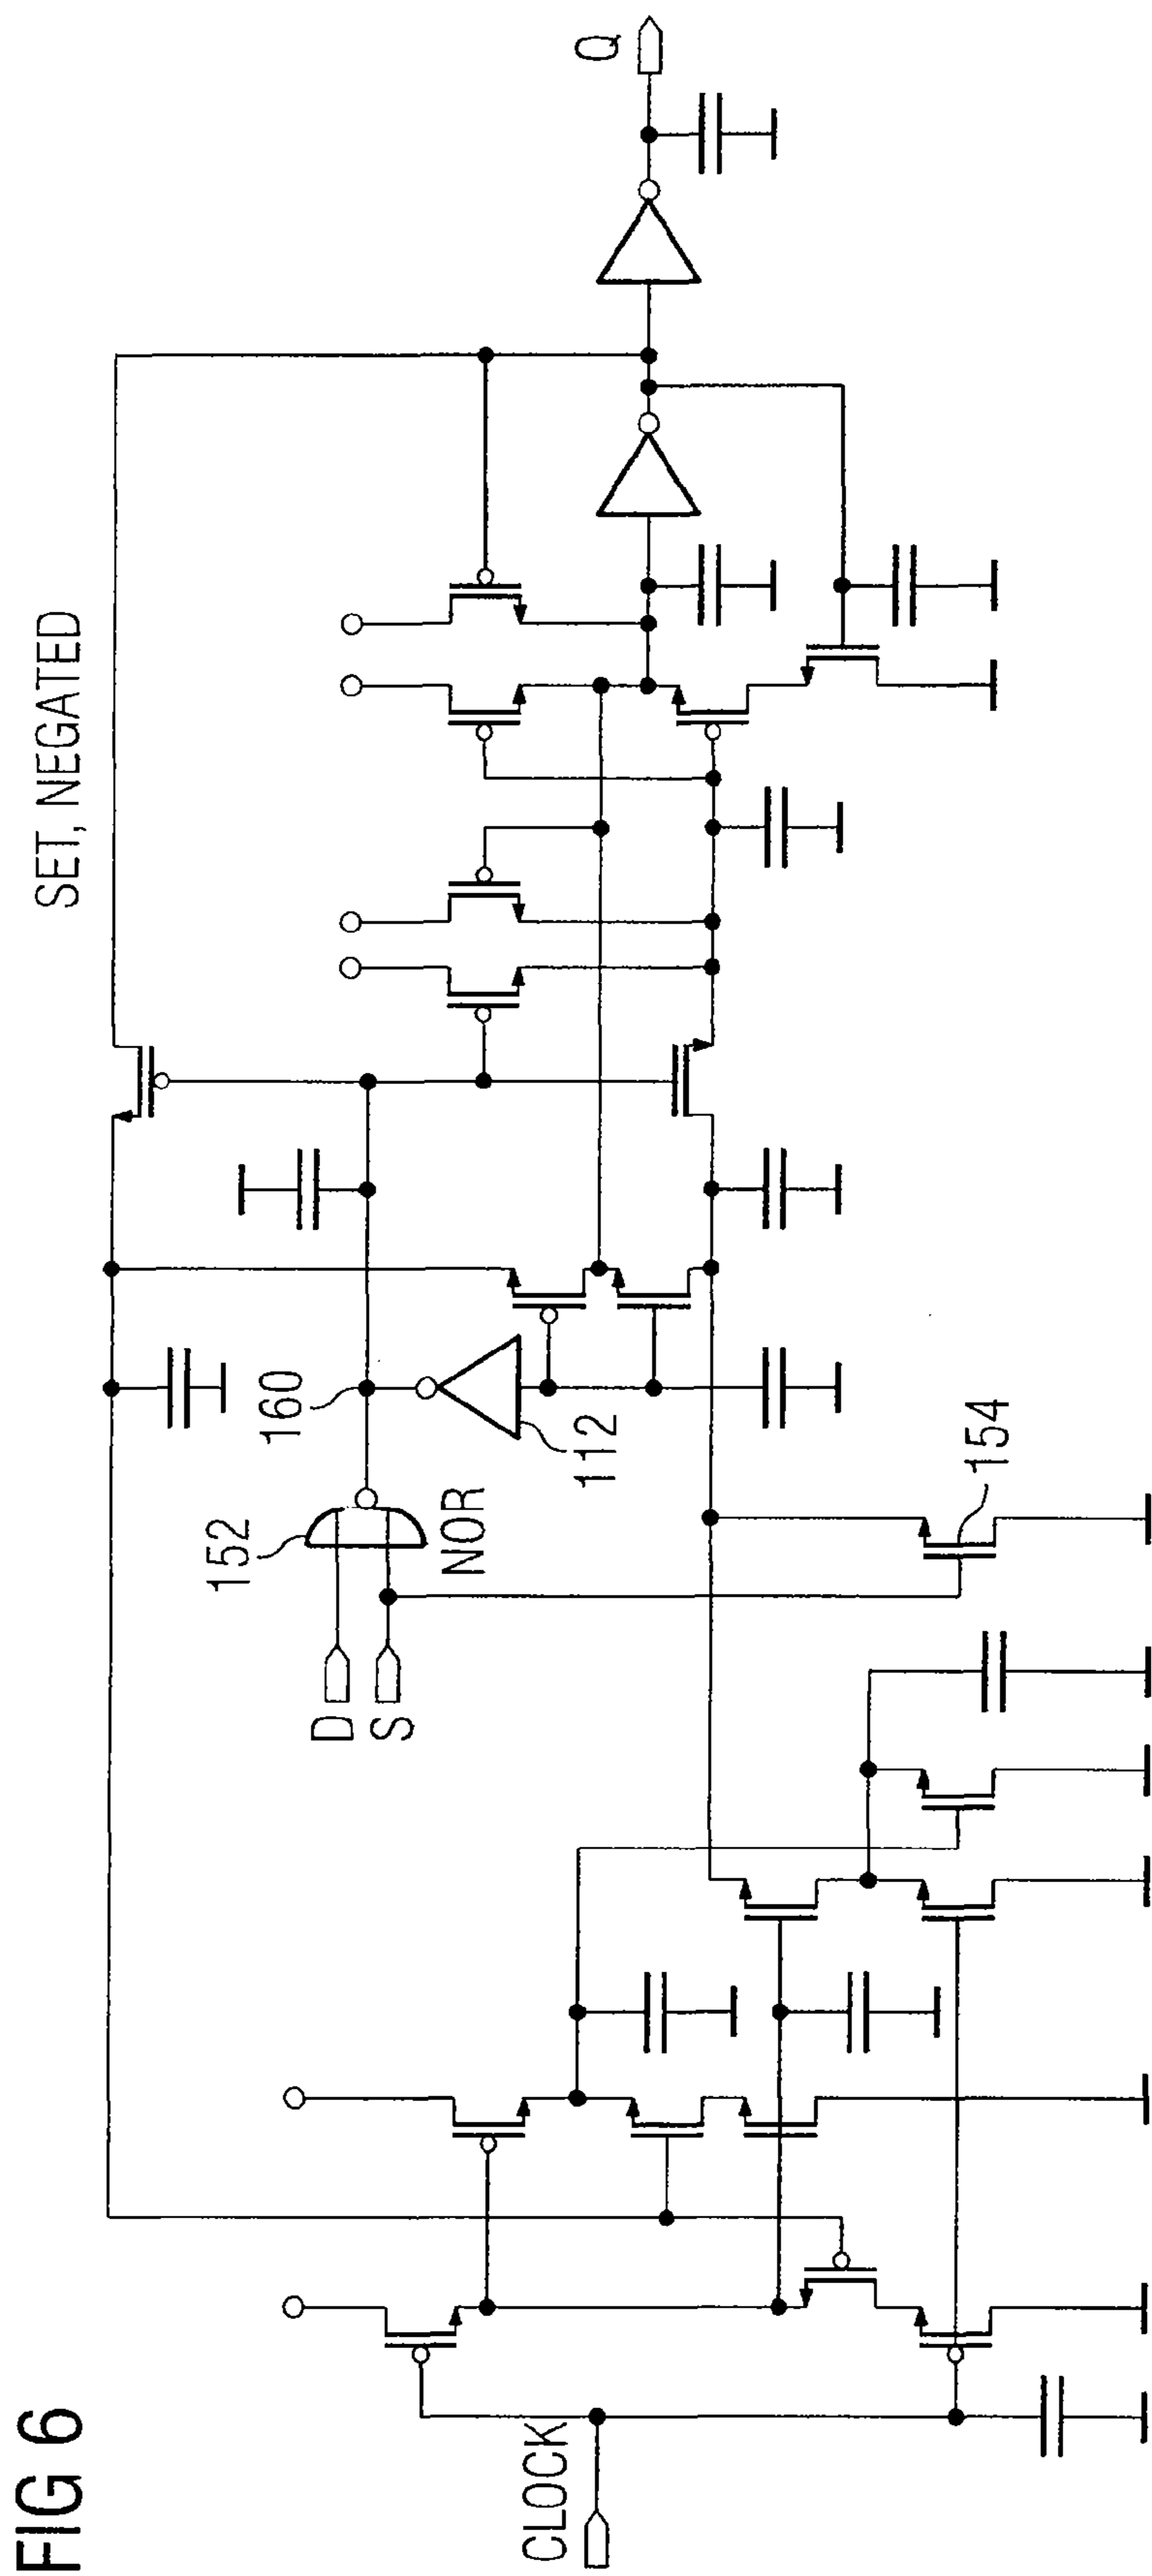 FIG 6
SET, NEGATED
CLOCK
D
S
152
NOR
160
112
154
Q